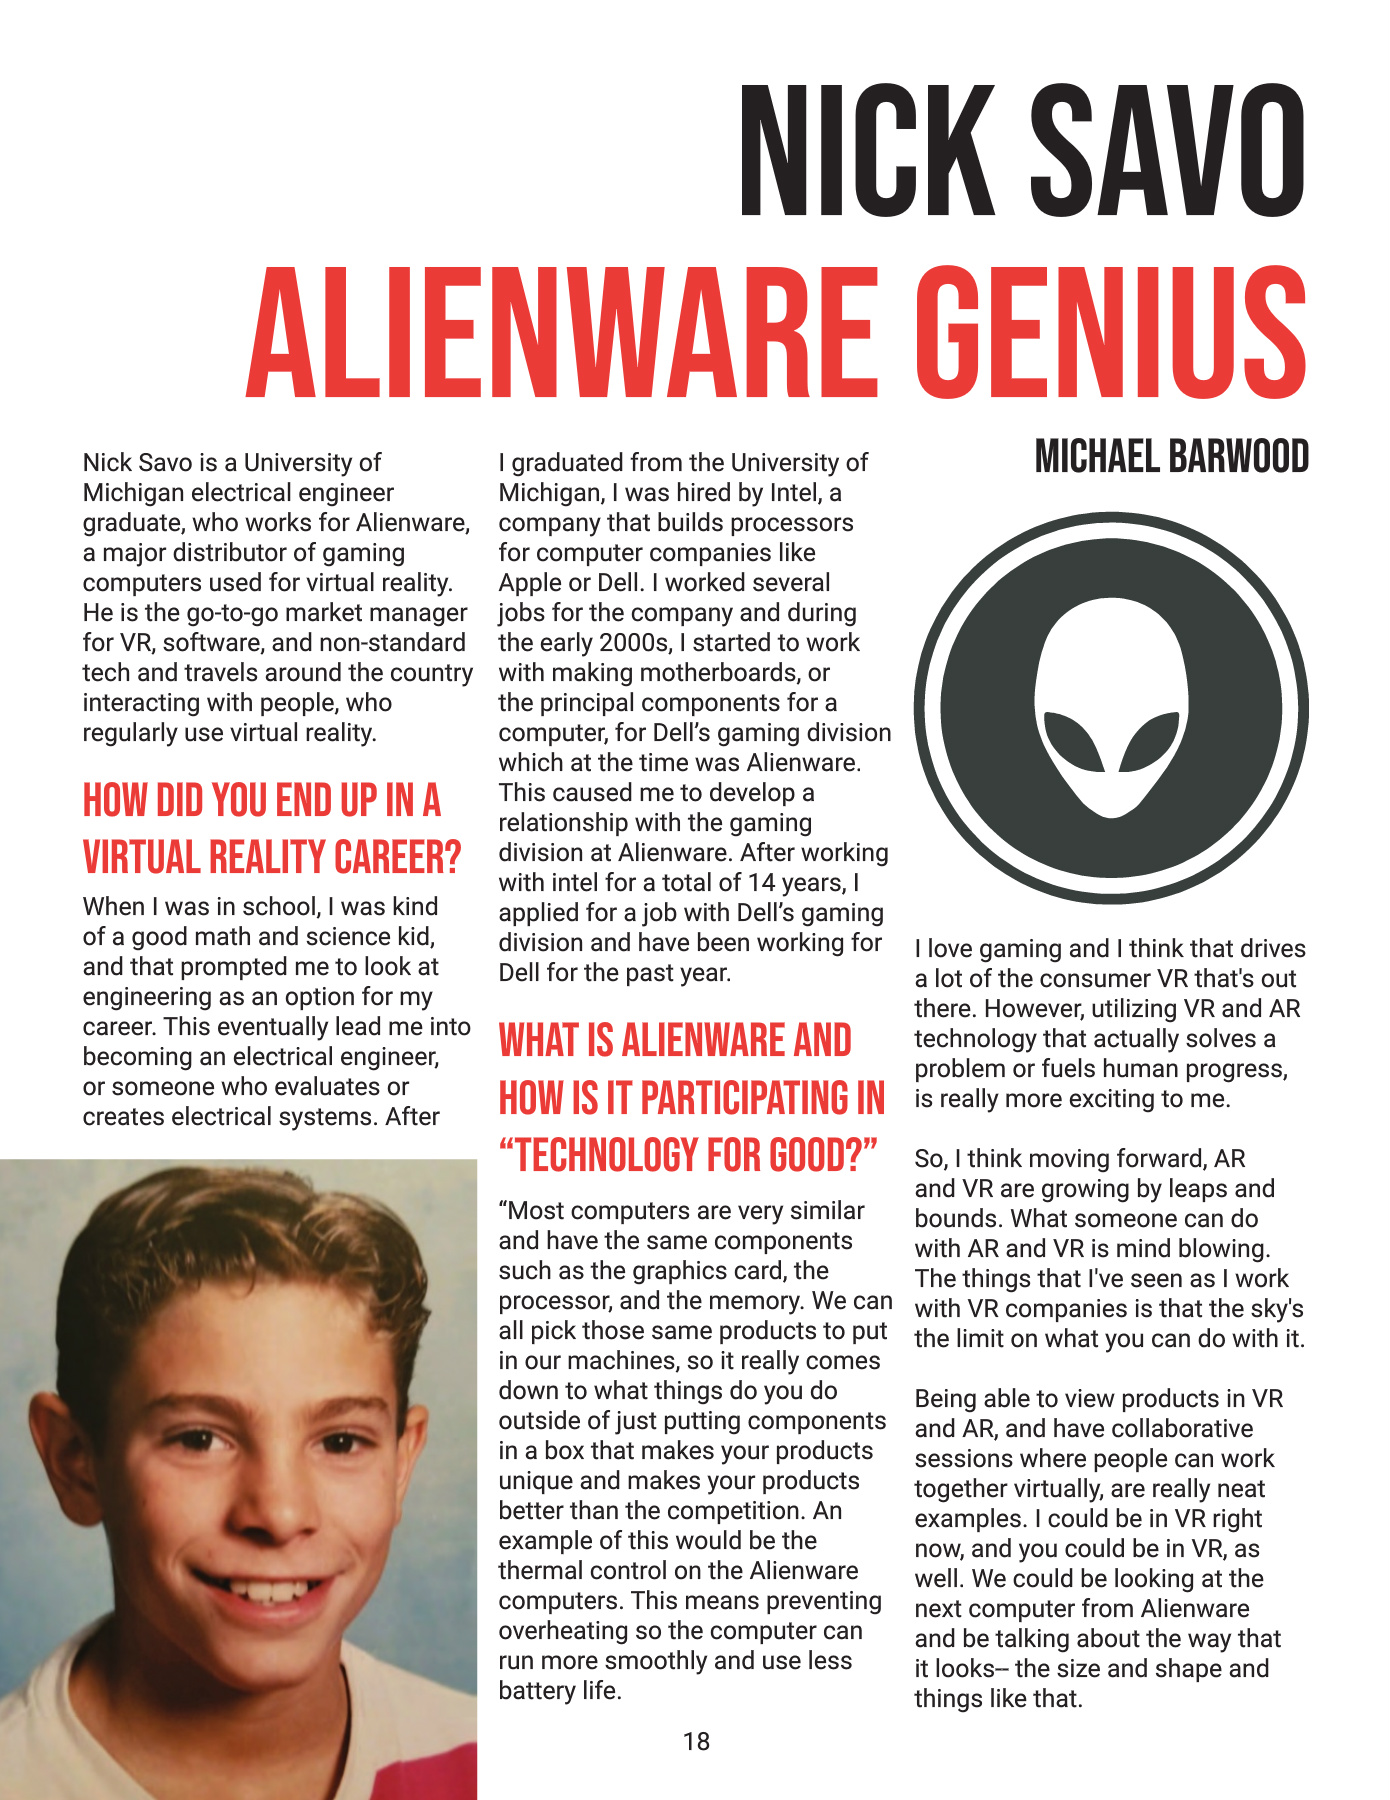 NICK SAVO
ALIENWARE GENIUS
MICHAEL BARWOOD
Nick Savo is a University of
Michigan electrical engineer
graduate, who works for Alienware,
a major distributor of gaming
computers used for virtual reality.
He is the go-to-go market manager
for VR, software, and non-standard
tech and travels around the country
interacting with people, who
regularly use virtual reality.
HOW DID YOU END UP IN A
VIRTUAL REALITY CAREER?
When I was in school, I was kind
of a good math and science kid,
and that prompted me to look at
engineering as an option for my
career. This eventually lead me into
becoming an electrical engineer,
or someone who evaluates or
creates electrical systems. After
I graduated from the University of
Michigan, I was hired by Intel, a
company that builds processors
for computer companies like
Apple or Dell. I worked several
jobs for the company and during
the early 2000s, I started to work
with making motherboards, or
the principal components for a
computer, for Dell’s gaming division
which at the time was Alienware.
This caused me to develop a
relationship with the gaming
division at Alienware. After working
with intel for a total of 14 years, I
applied for a job with Dell’s gaming
division and have been working for
Dell for the past year.
WHAT IS ALIENWARE AND
HOW IS IT PARTICIPATING IN
“TECHNOLOGY FOR GOOD?”
“Most computers are very similar
and have the same components
such as the graphics card, the
processor, and the memory. We can
all pick those same products to put
in our machines, so it really comes
down to what things do you do
outside of just putting components
in a box that makes your products
unique and makes your products
better than the competition. An
example of this would be the
thermal control on the Alienware
computers. This means preventing
overheating so the computer can
run more smoothly and use less
battery life.
I love gaming and I think that drives
a lot of the consumer VR that's out
there. However, utilizing VR and AR
technology that actually solves a
problem or fuels human progress,
is really more exciting to me.
So, I think moving forward, AR
and VR are growing by leaps and
bounds. What someone can do
with AR and VR is mind blowing.
The things that I've seen as I work
with VR companies is that the sky's
the limit on what you can do with it.
Being able to view products in VR
and AR, and have collaborative
sessions where people can work
together virtually, are really neat
examples. I could be in VR right
now, and you could be in VR, as
well. We could be looking at the
next computer from Alienware
and be talking about the way that
it looks-- the size and shape and
things like that.
18